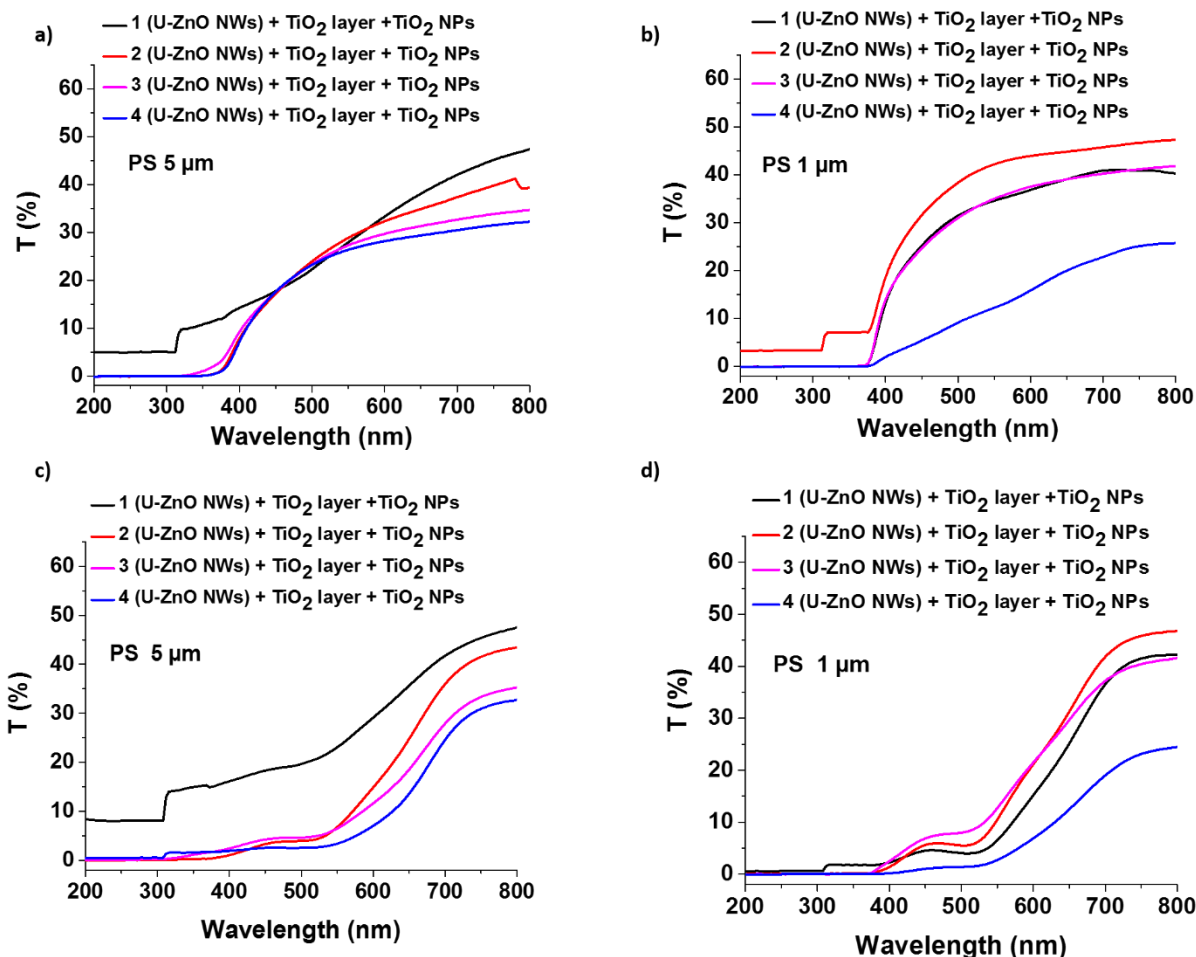 a)
1 (U-ZnO NWs) + TiO2 layer +TiO2 NPs
2 (U-ZnO NWs) + TiO2 layer + TiO2 NPs
3 (U-ZnO NWs) + TiO2 layer + TiO2 NPs
4 (U-ZnO NWs) + TiO2 layer + TiO2 NPs
PS 5 µm
T (%)
60
50
40
30
20
10
0
200 300 400 500 600 700 800
Wavelength (nm)
b)
1 (U-ZnO NWs) + TiO2 layer +TiO2 NPs
2 (U-ZnO NWs) + TiO2 layer + TiO2 NPs
3 (U-ZnO NWs) + TiO2 layer + TiO2 NPs
4 (U-ZnO NWs) + TiO2 layer + TiO2 NPs
PS 1 µm
T (%)
60
50
40
30
20
10
0
200 300 400 500 600 700 800
Wavelength (nm)
c)
1 (U-ZnO NWs) + TiO2 layer +TiO2 NPs
2 (U-ZnO NWs) + TiO2 layer + TiO2 NPs
3 (U-ZnO NWs) + TiO2 layer + TiO2 NPs
4 (U-ZnO NWs) + TiO2 layer + TiO2 NPs
PS 5 µm
T (%)
60
50
40
30
20
10
0
200 300 400 500 600 700 800
Wavelength (nm)
d)
1 (U-ZnO NWs) + TiO2 layer +TiO2 NPs
2 (U-ZnO NWs) + TiO2 layer + TiO2 NPs
3 (U-ZnO NWs) + TiO2 layer + TiO2 NPs
4 (U-ZnO NWs) + TiO2 layer + TiO2 NPs
PS 1 µm
T (%)
60
50
40
30
20
10
0
200 300 400 500 600 700 800
Wavelength (nm)